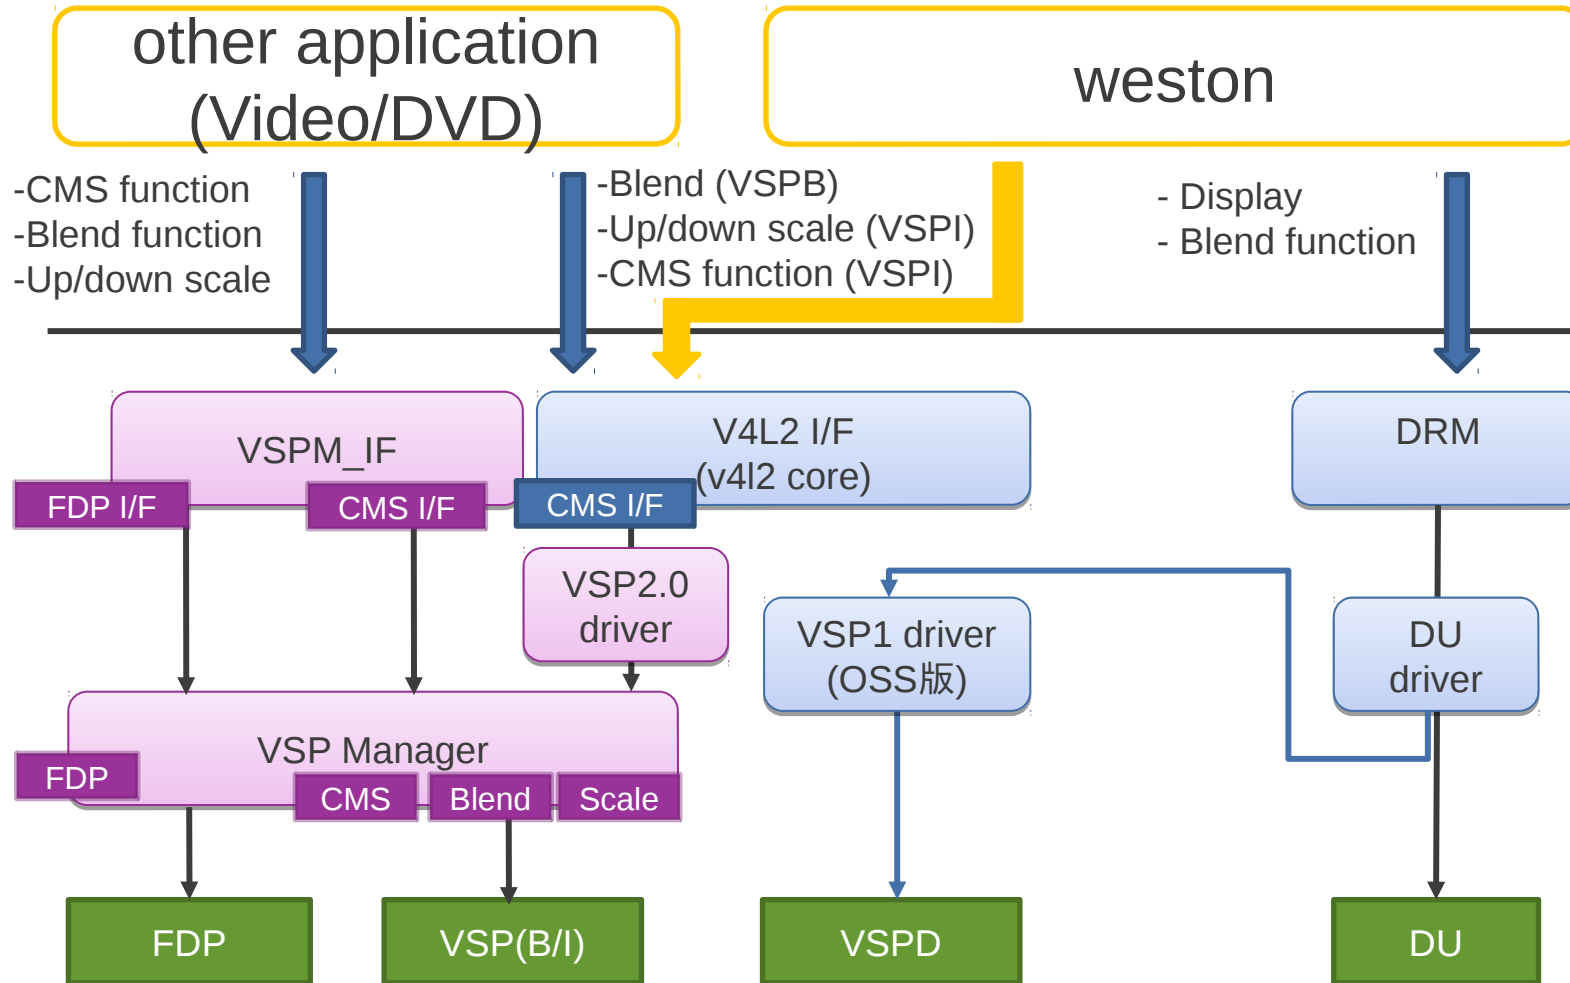 other application
(Video/DVD)
weston
-CMS function
-Blend function
-Up/down scale
-Blend (VSPB)
-Up/down scale (VSPI)
-CMS function (VSPI)
- Display
- Blend function
VSPM_IF
V4L2 I/F
(v4l2 core)
DRM
FDP I/F
CMS I/F
CMS I/F
VSP2.0
driver
VSP1 driver
(OSS版)
DU
driver
VSP Manager
FDP
CMS
Blend
Scale
FDP
VSP(B/I)
VSPD
DU